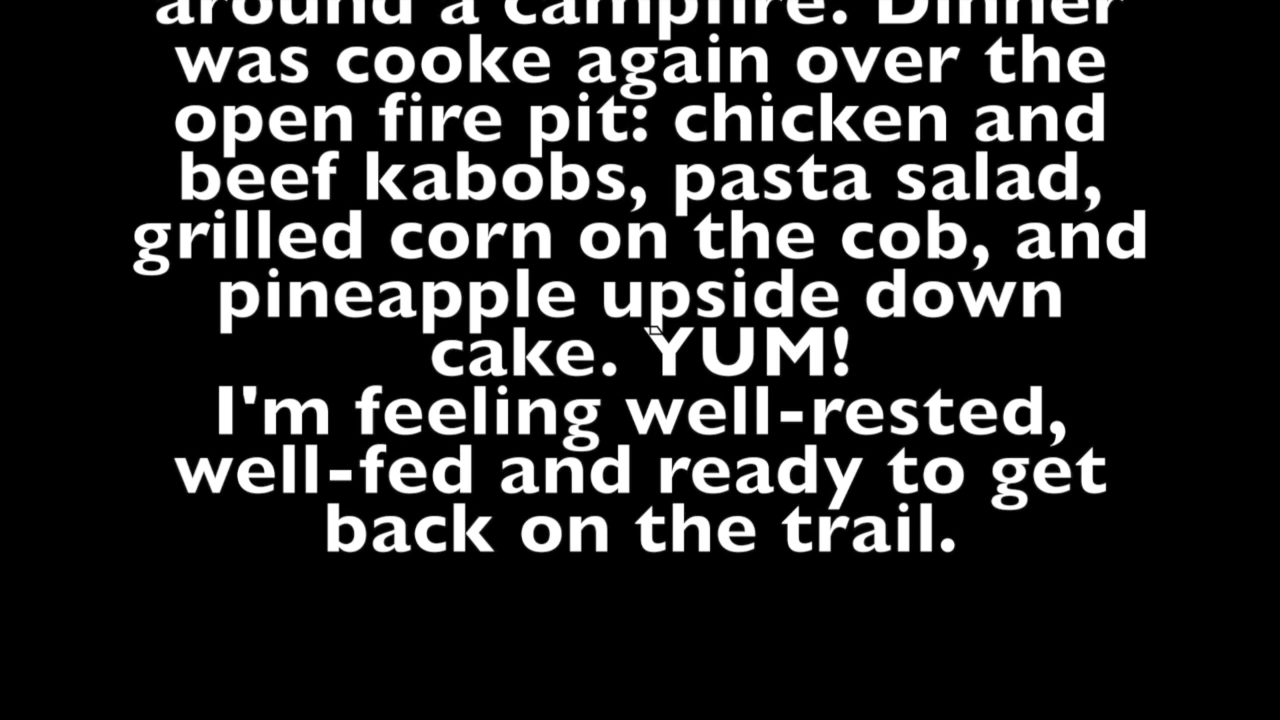 around a campfire. Dinner
was cooke again over the
open fire pit: chicken and
beef kabobs, pasta salad,
grilled corn on the cob, and
pineapple upside down
cake. YUM!
I'm feeling well-rested,
well-fed and ready to get
back on the trail.